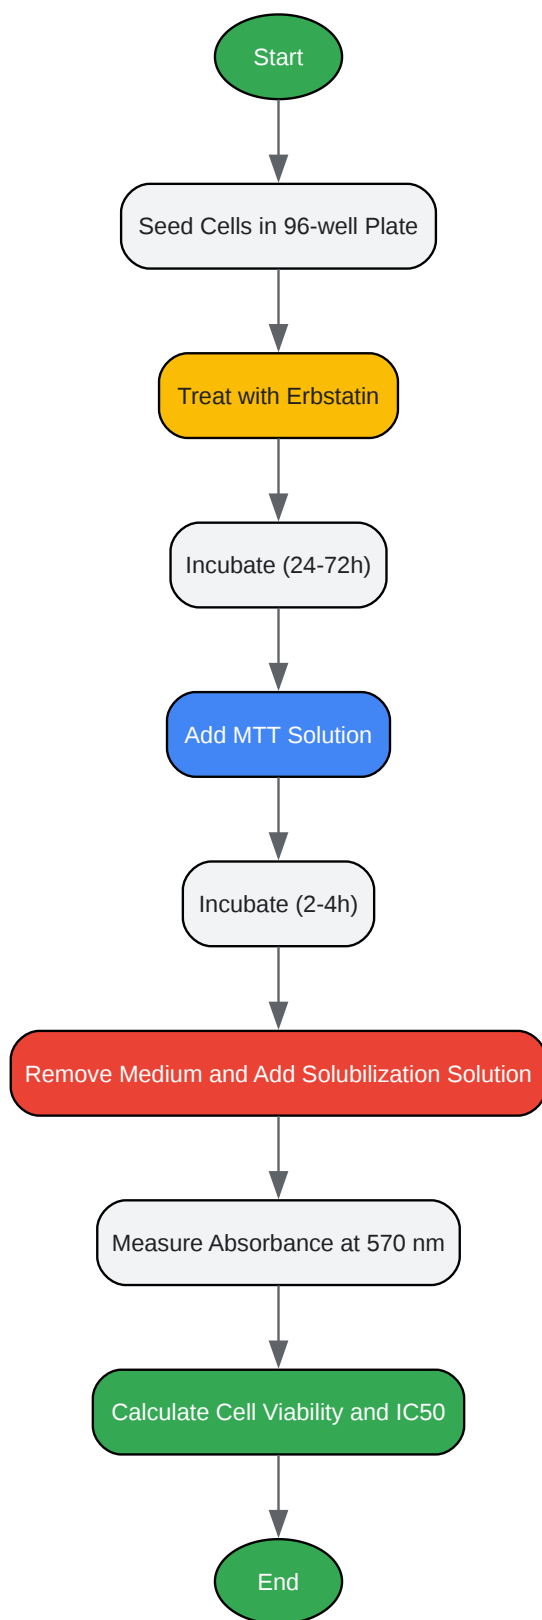 Start
Seed Cells in 96-well Plate
Treat with Erbstatin
Incubate (24-72h)
Add MTT Solution
Incubate (2-4h)
Remove Medium and Add Solubilization Solution
Measure Absorbance at 570 nm
Calculate Cell Viability and IC50
End